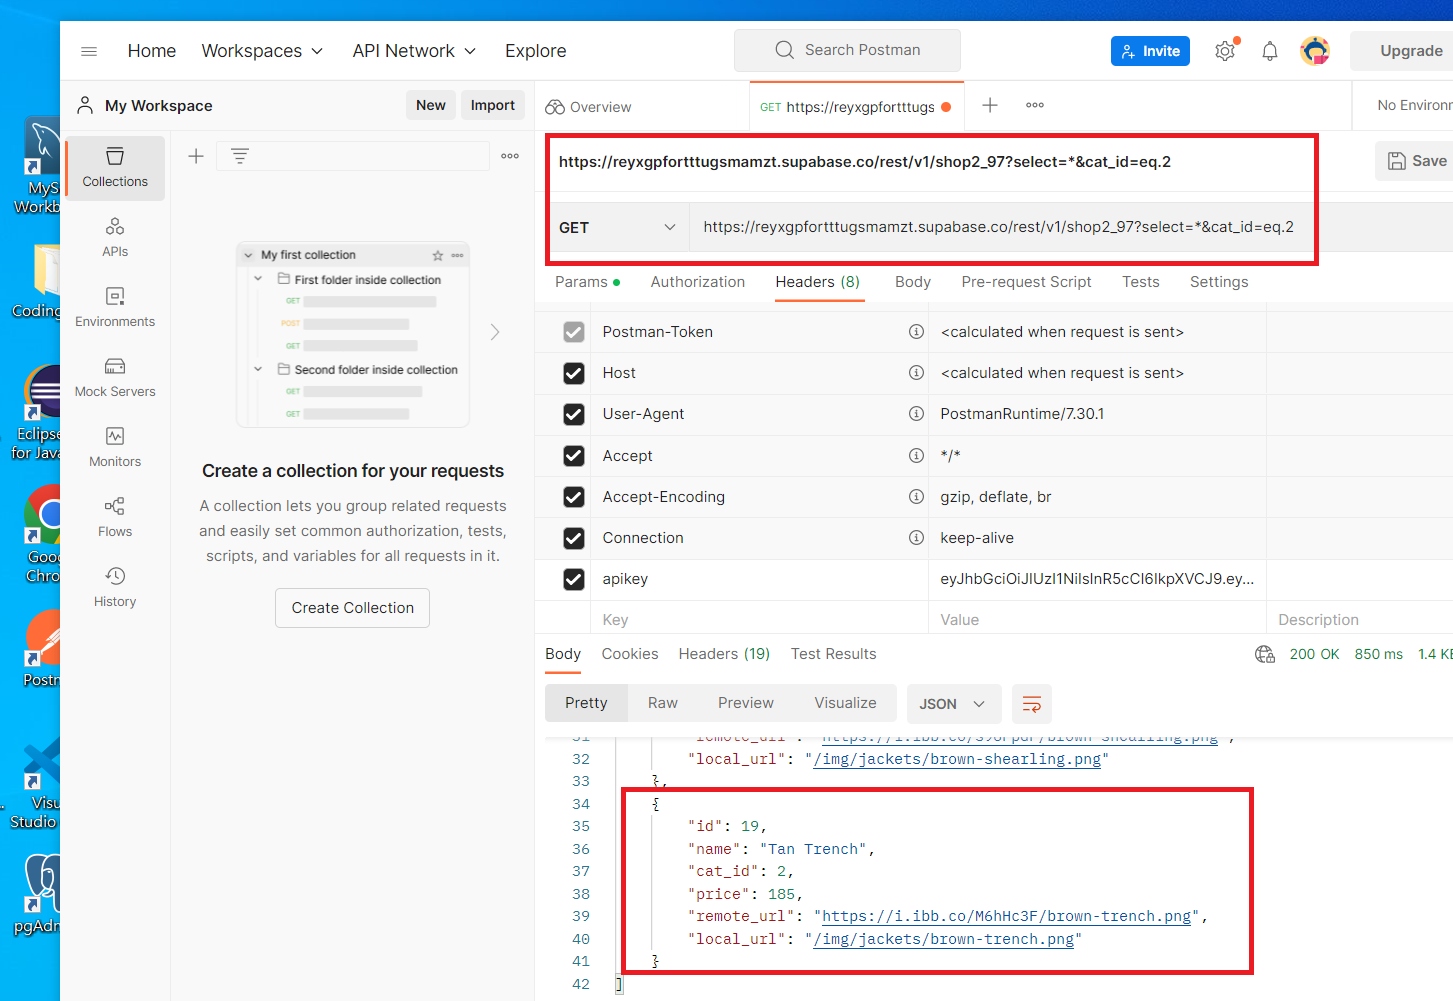 Home
Workspaces
API Network
Explore
Search Postman
Invite
Upgrade
My Workspace
New
Import
Overview
GET https://reyxgpfortttugs
No Environ
Collections
APIs
Environments
Mock Servers
Monitors
Flows
History
My first collection
First folder inside collection
GET
POST
GET
Second folder inside collection
GET
GET
Create a collection for your requests
A collection lets you group related requests
and easily set common authorization, tests,
scripts, and variables for all requests in it.
Create Collection
https://reyxgpfortttugsmamzt.supabase.co/rest/v1/shop2_97?select=*&cat_id=eq.2
Save
GET https://reyxgpfortttugsmamzt.supabase.co/rest/v1/shop2_97?select=*&cat_id=eq.2
Params Authorization Headers (8) Body Pre-request Script Tests Settings
Postman-Token <calculated when request is sent>
Host <calculated when request is sent>
User-Agent PostmanRuntime/7.30.1
Accept */*
Accept-Encoding gzip, deflate, br
Connection keep-alive
apikey eyJhbGciOiJIUzI1NiIsInR5cCI6IkpXVCJ9.ey...
Key Value Description
Body Cookies Headers (19) Test Results 200 OK 850 ms 1.4 KB
Pretty Raw Preview Visualize JSON
32 "local_url": "/img/jackets/brown-shearling.png"
33 },
34 {
35 "id": 19,
36 "name": "Tan Trench",
37 "cat_id": 2,
38 "price": 185,
39 "remote_url": "https://i.ibb.co/M6hHc3F/brown-trench.png",
40 "local_url": "/img/jackets/brown-trench.png"
41 }
42 ]
MyS
Workb
Coding
Eclipse
for Java
Goo
Chro
Postm
Visu
Studio
pgAdm